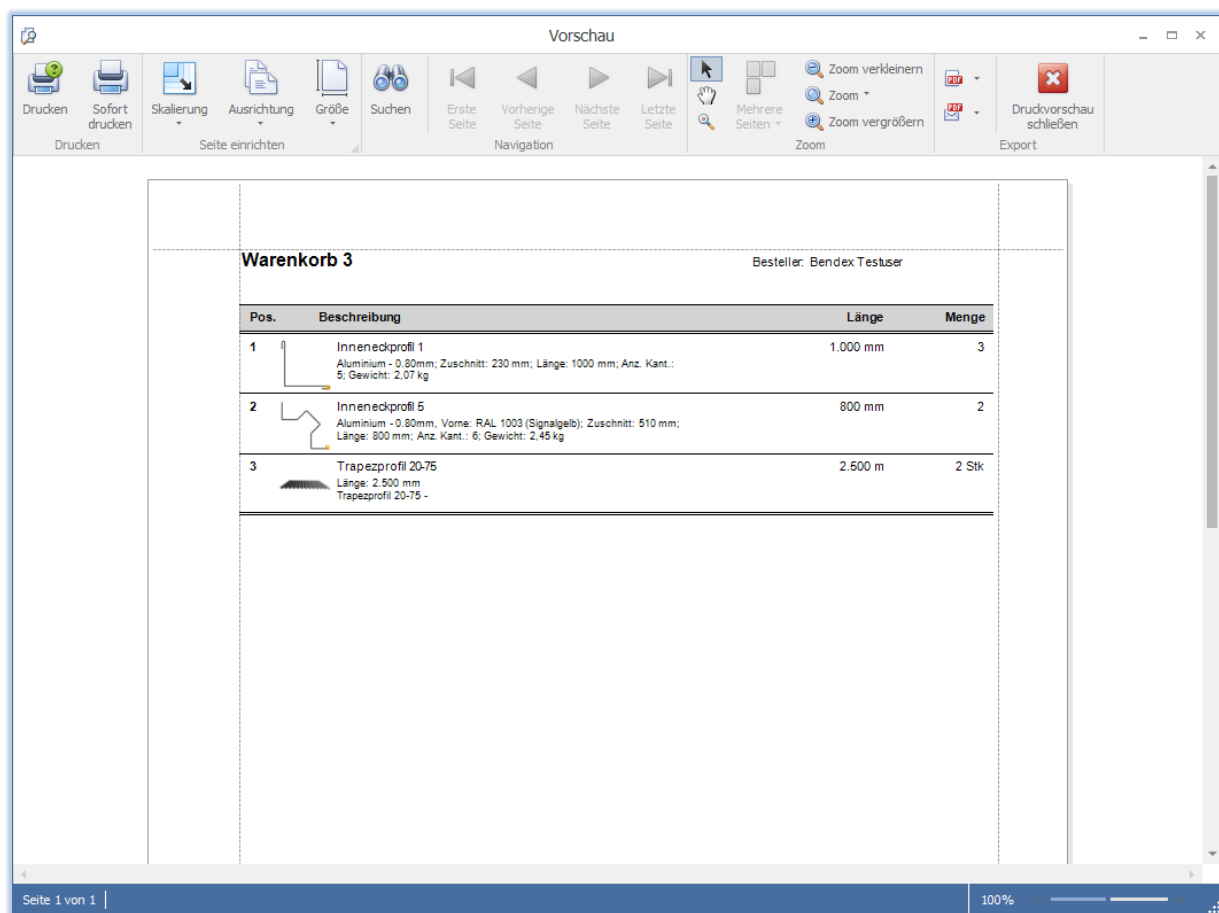 Vorschau
Drucken
Sofort
drucken
Skalierung
Ausrichtung
Größe
Suchen
Erste
Seite
Vorherige
Seite
Nächste
Seite
Letzte
Seite
Mehrere
Seiten
Zoom verkleinern
Zoom
Zoom vergrößern
PDF
PDF
Druckvorschau
schließen
Drucken
Seite einrichten
Navigation
Zoom
Export
Warenkorb 3
Besteller: Bendex Testuser
Pos. Beschreibung Länge Menge
1 Inneneckprofil 1 1.000 mm 3
Aluminium - 0.80mm; Zuschnitt: 230 mm; Länge: 1000 mm; Anz. Kant.:
5; Gewicht: 2,07 kg
2 Inneneckprofil 5 800 mm 2
Aluminium - 0.80mm, Vorne: RAL 1003 (Signalgelb); Zuschnitt: 510 mm;
Länge: 800 mm; Anz. Kant.: 6; Gewicht: 2,45 kg
3 Trapezprofil 20-75 2.500 m 2 Stk
Länge: 2.500 mm
Trapezprofil 20-75 -
Seite 1 von 1
100%